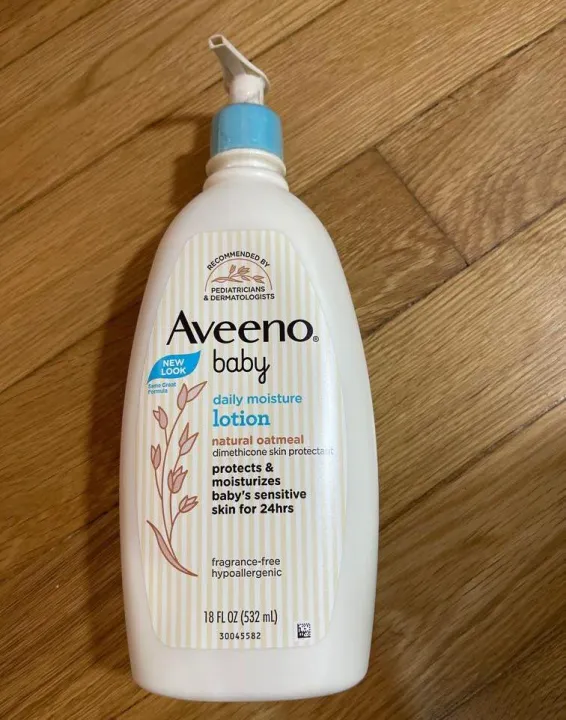 RECOMMENDED BY
PEDIATRICIANS
& DERMATOLOGISTS
Aveeno®
baby
NEW
LOOK
Same Great
Formula
daily moisture
lotion
natural oatmeal
dimethicone skin protectant
protects &
moisturizes
baby's sensitive
skin for 24hrs
fragrance-free
hypoallergenic
18 FL OZ (532 mL)
30045582